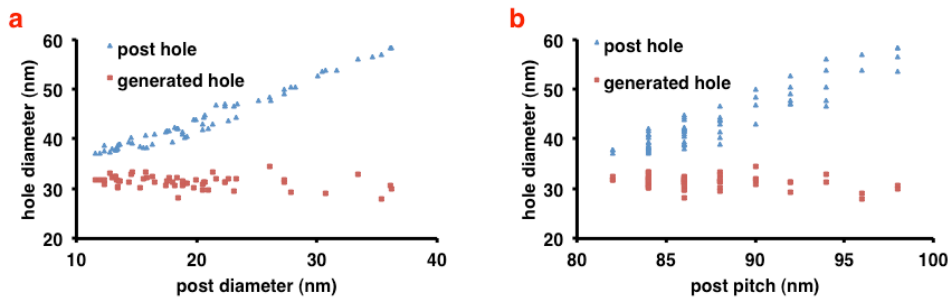 a
60
50
40
30
20
hole diameter (nm)
post hole
generated hole
10
20
30
40
post diameter (nm)
b
60
50
40
30
20
hole diameter (nm)
post hole
generated hole
80
85
90
95
100
post pitch (nm)